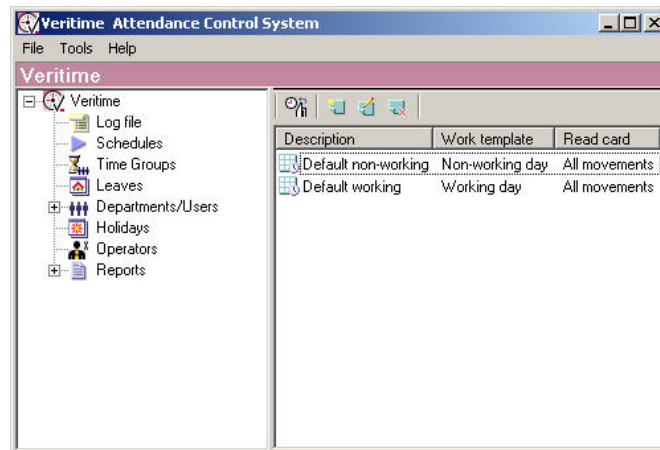 Veritime Attendance Control System
File Tools Help
Veritime
Veritime
Log file
Schedules
Time Groups
Leaves
Departments/Users
Holidays
Operators
Reports
Description Work template Read card
Default non-working Non-working day All movements
Default working Working day All movements